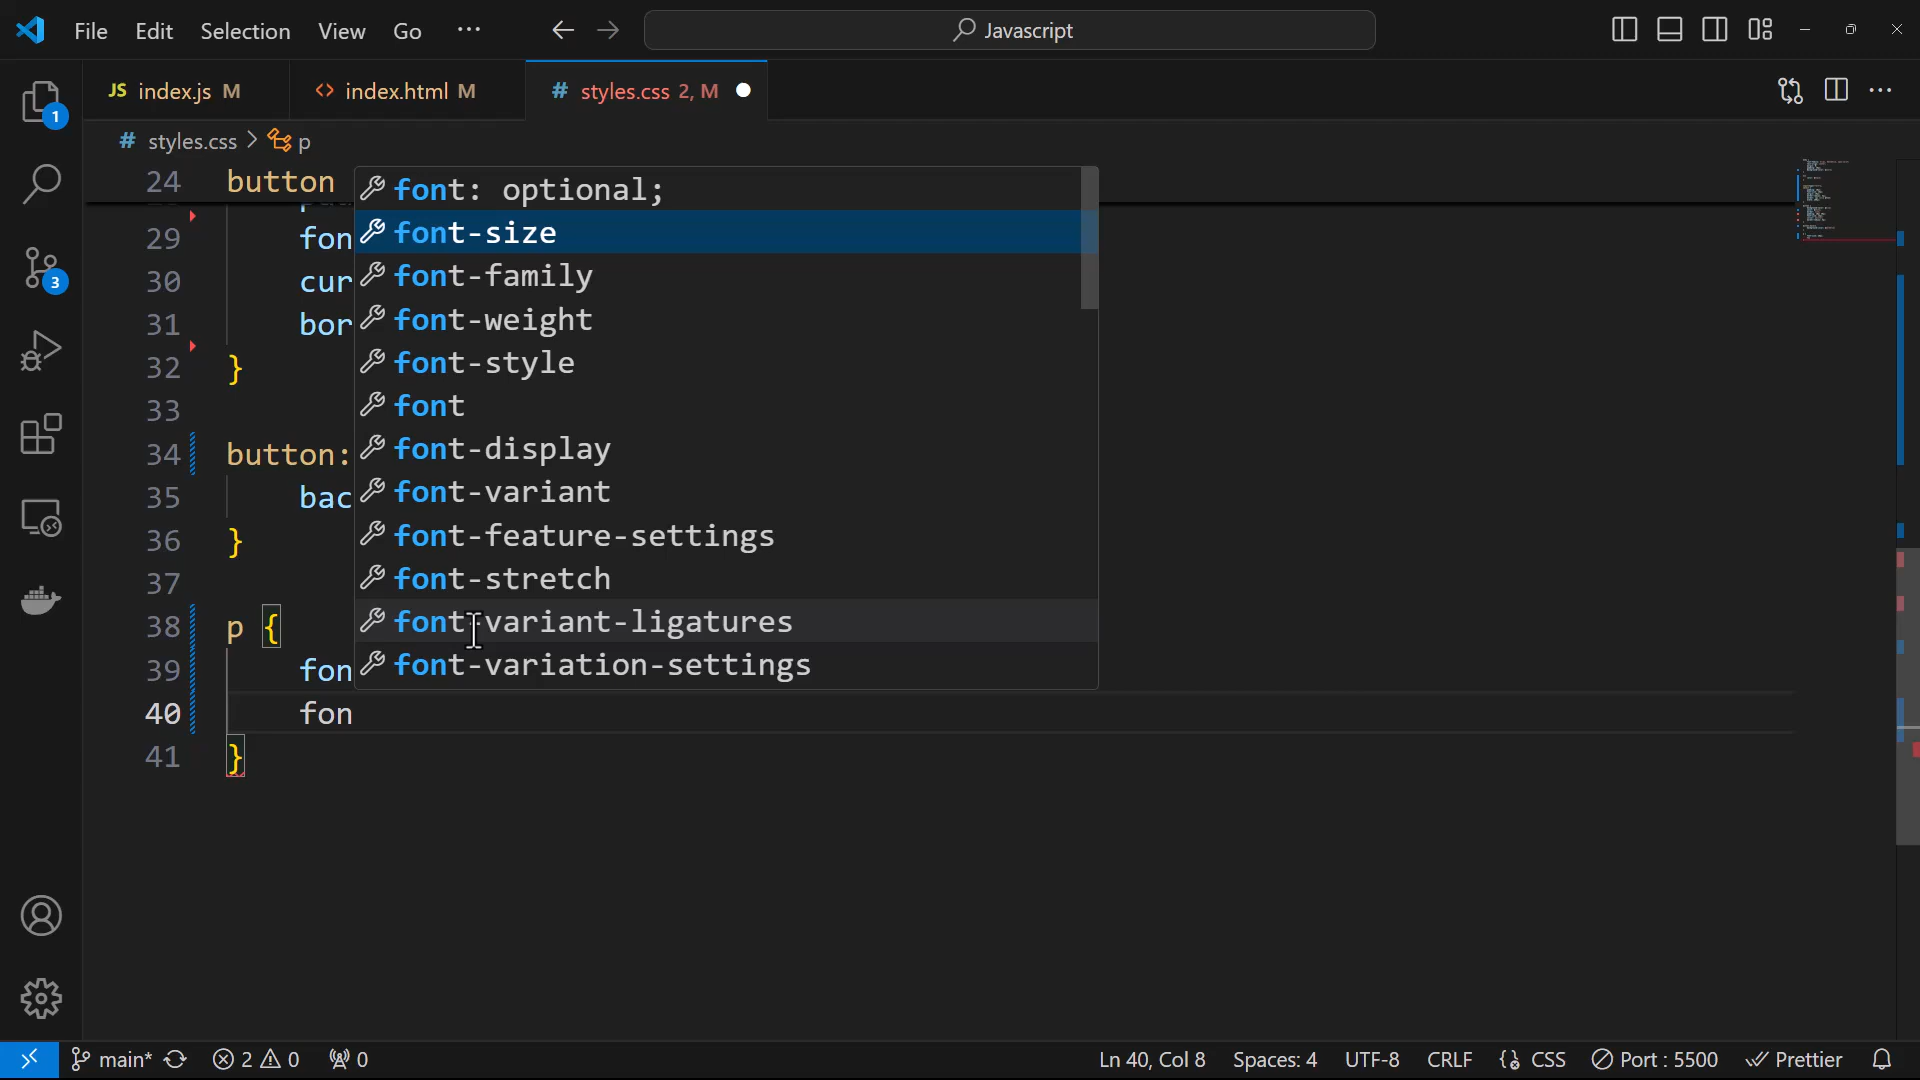 File Edit Selection View Go ··· Javascript
JS index.js M <> index.html M # styles.css 2, M
# styles.css > p
24 button
29 fon
30 cur
31 bor
32 }
33
34 button:
35 bac
36 }
37
38 p {
39 fon
40 fon
41 }
font: optional;
font-size
font-family
font-weight
font-style
font
font-display
font-variant
font-feature-settings
font-stretch
font-variant-ligatures
font-variation-settings
1
3
main* 2 0 0 Ln 40, Col 8 Spaces: 4 UTF-8 CRLF CSS Port : 5500 Prettier